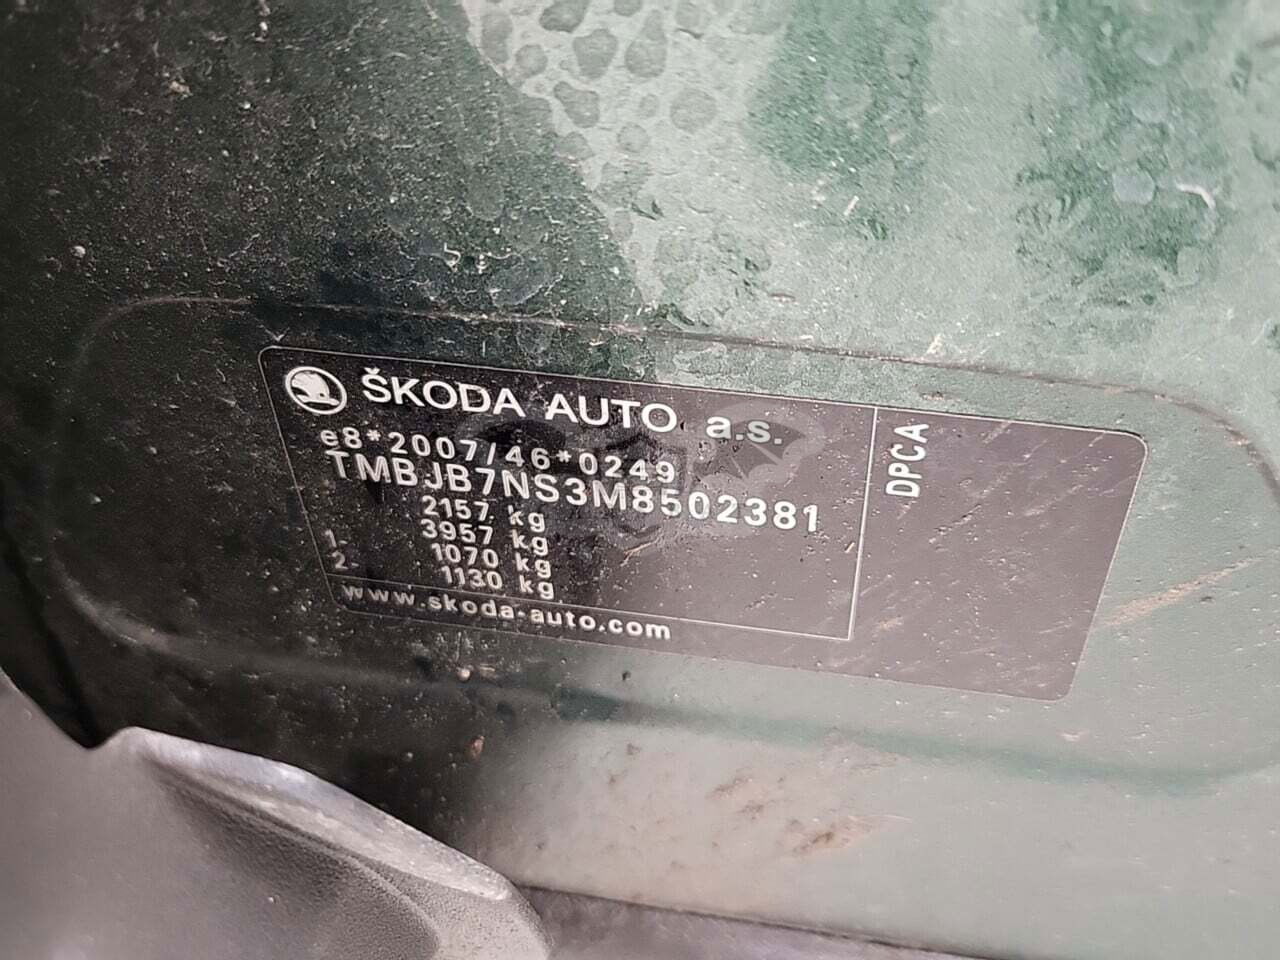 ŠKODA AUTO a.s.
e8*2007/46*0249
TMBJB7NS3M8502381
2157 kg
3957 kg
1- 1070 kg
2- 1130 kg
www.skoda-auto.com
DPCA